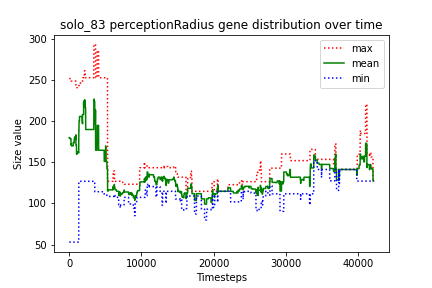 solo_83 perceptionRadius gene distribution over time
300
250
200
150
100
50
Size value
max
mean
min
0
10000
20000
30000
40000
Timesteps